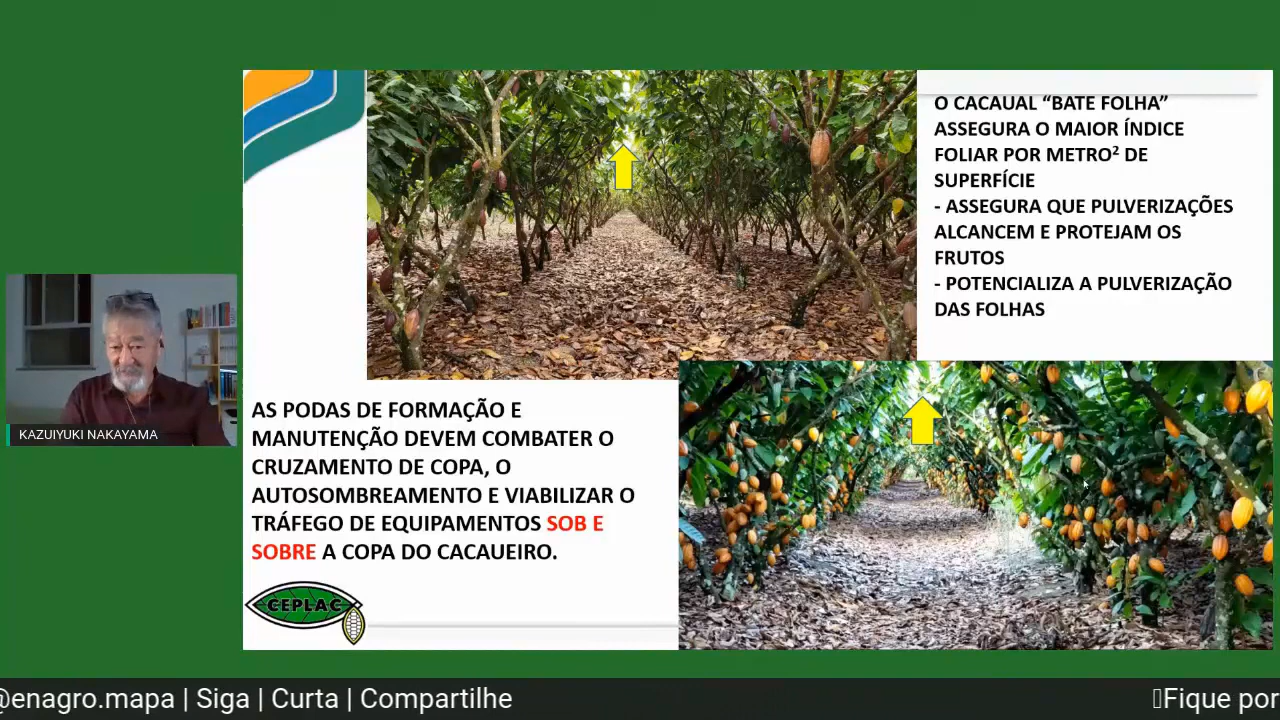 O CACAUAL “BATE FOLHA”
ASSEGURA O MAIOR ÍNDICE
FOLIAR POR METRO² DE
SUPERFÍCIE
- ASSEGURA QUE PULVERIZAÇÕES
ALCANCEM E PROTEJAM OS
FRUTOS
- POTENCIALIZA A PULVERIZAÇÃO
DAS FOLHAS
KAZUIYUKI NAKAYAMA
AS PODAS DE FORMAÇÃO E
MANUTENÇÃO DEVEM COMBATER O
CRUZAMENTO DE COPA, O
AUTOSOMBREAMENTO E VIABILIZAR O
TRÁFEGO DE EQUIPAMENTOS SOB E
SOBRE A COPA DO CACAUEIRO.
CEPLAC
@enagro.mapa | Siga | Curta | Compartilhe
Fique por